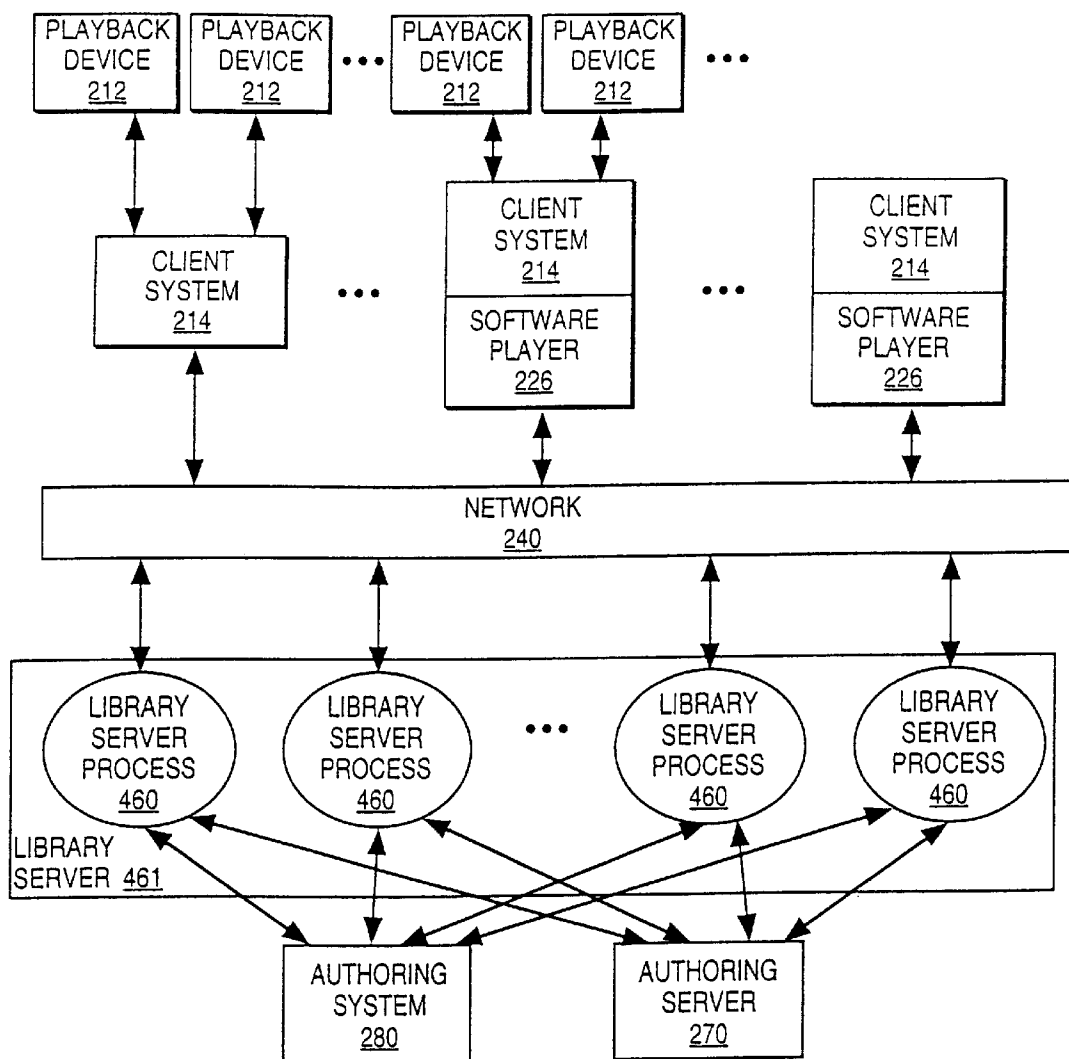 PLAYBACK
DEVICE
212
PLAYBACK
DEVICE
212
PLAYBACK
DEVICE
212
PLAYBACK
DEVICE
212
CLIENT
SYSTEM
214
CLIENT
SYSTEM
214
SOFTWARE
PLAYER
226
CLIENT
SYSTEM
214
SOFTWARE
PLAYER
226
NETWORK
240
LIBRARY
SERVER
PROCESS
460
LIBRARY
SERVER
PROCESS
460
LIBRARY
SERVER
PROCESS
460
LIBRARY
SERVER
PROCESS
460
LIBRARY
SERVER 461
AUTHORING
SYSTEM
280
AUTHORING
SERVER
270